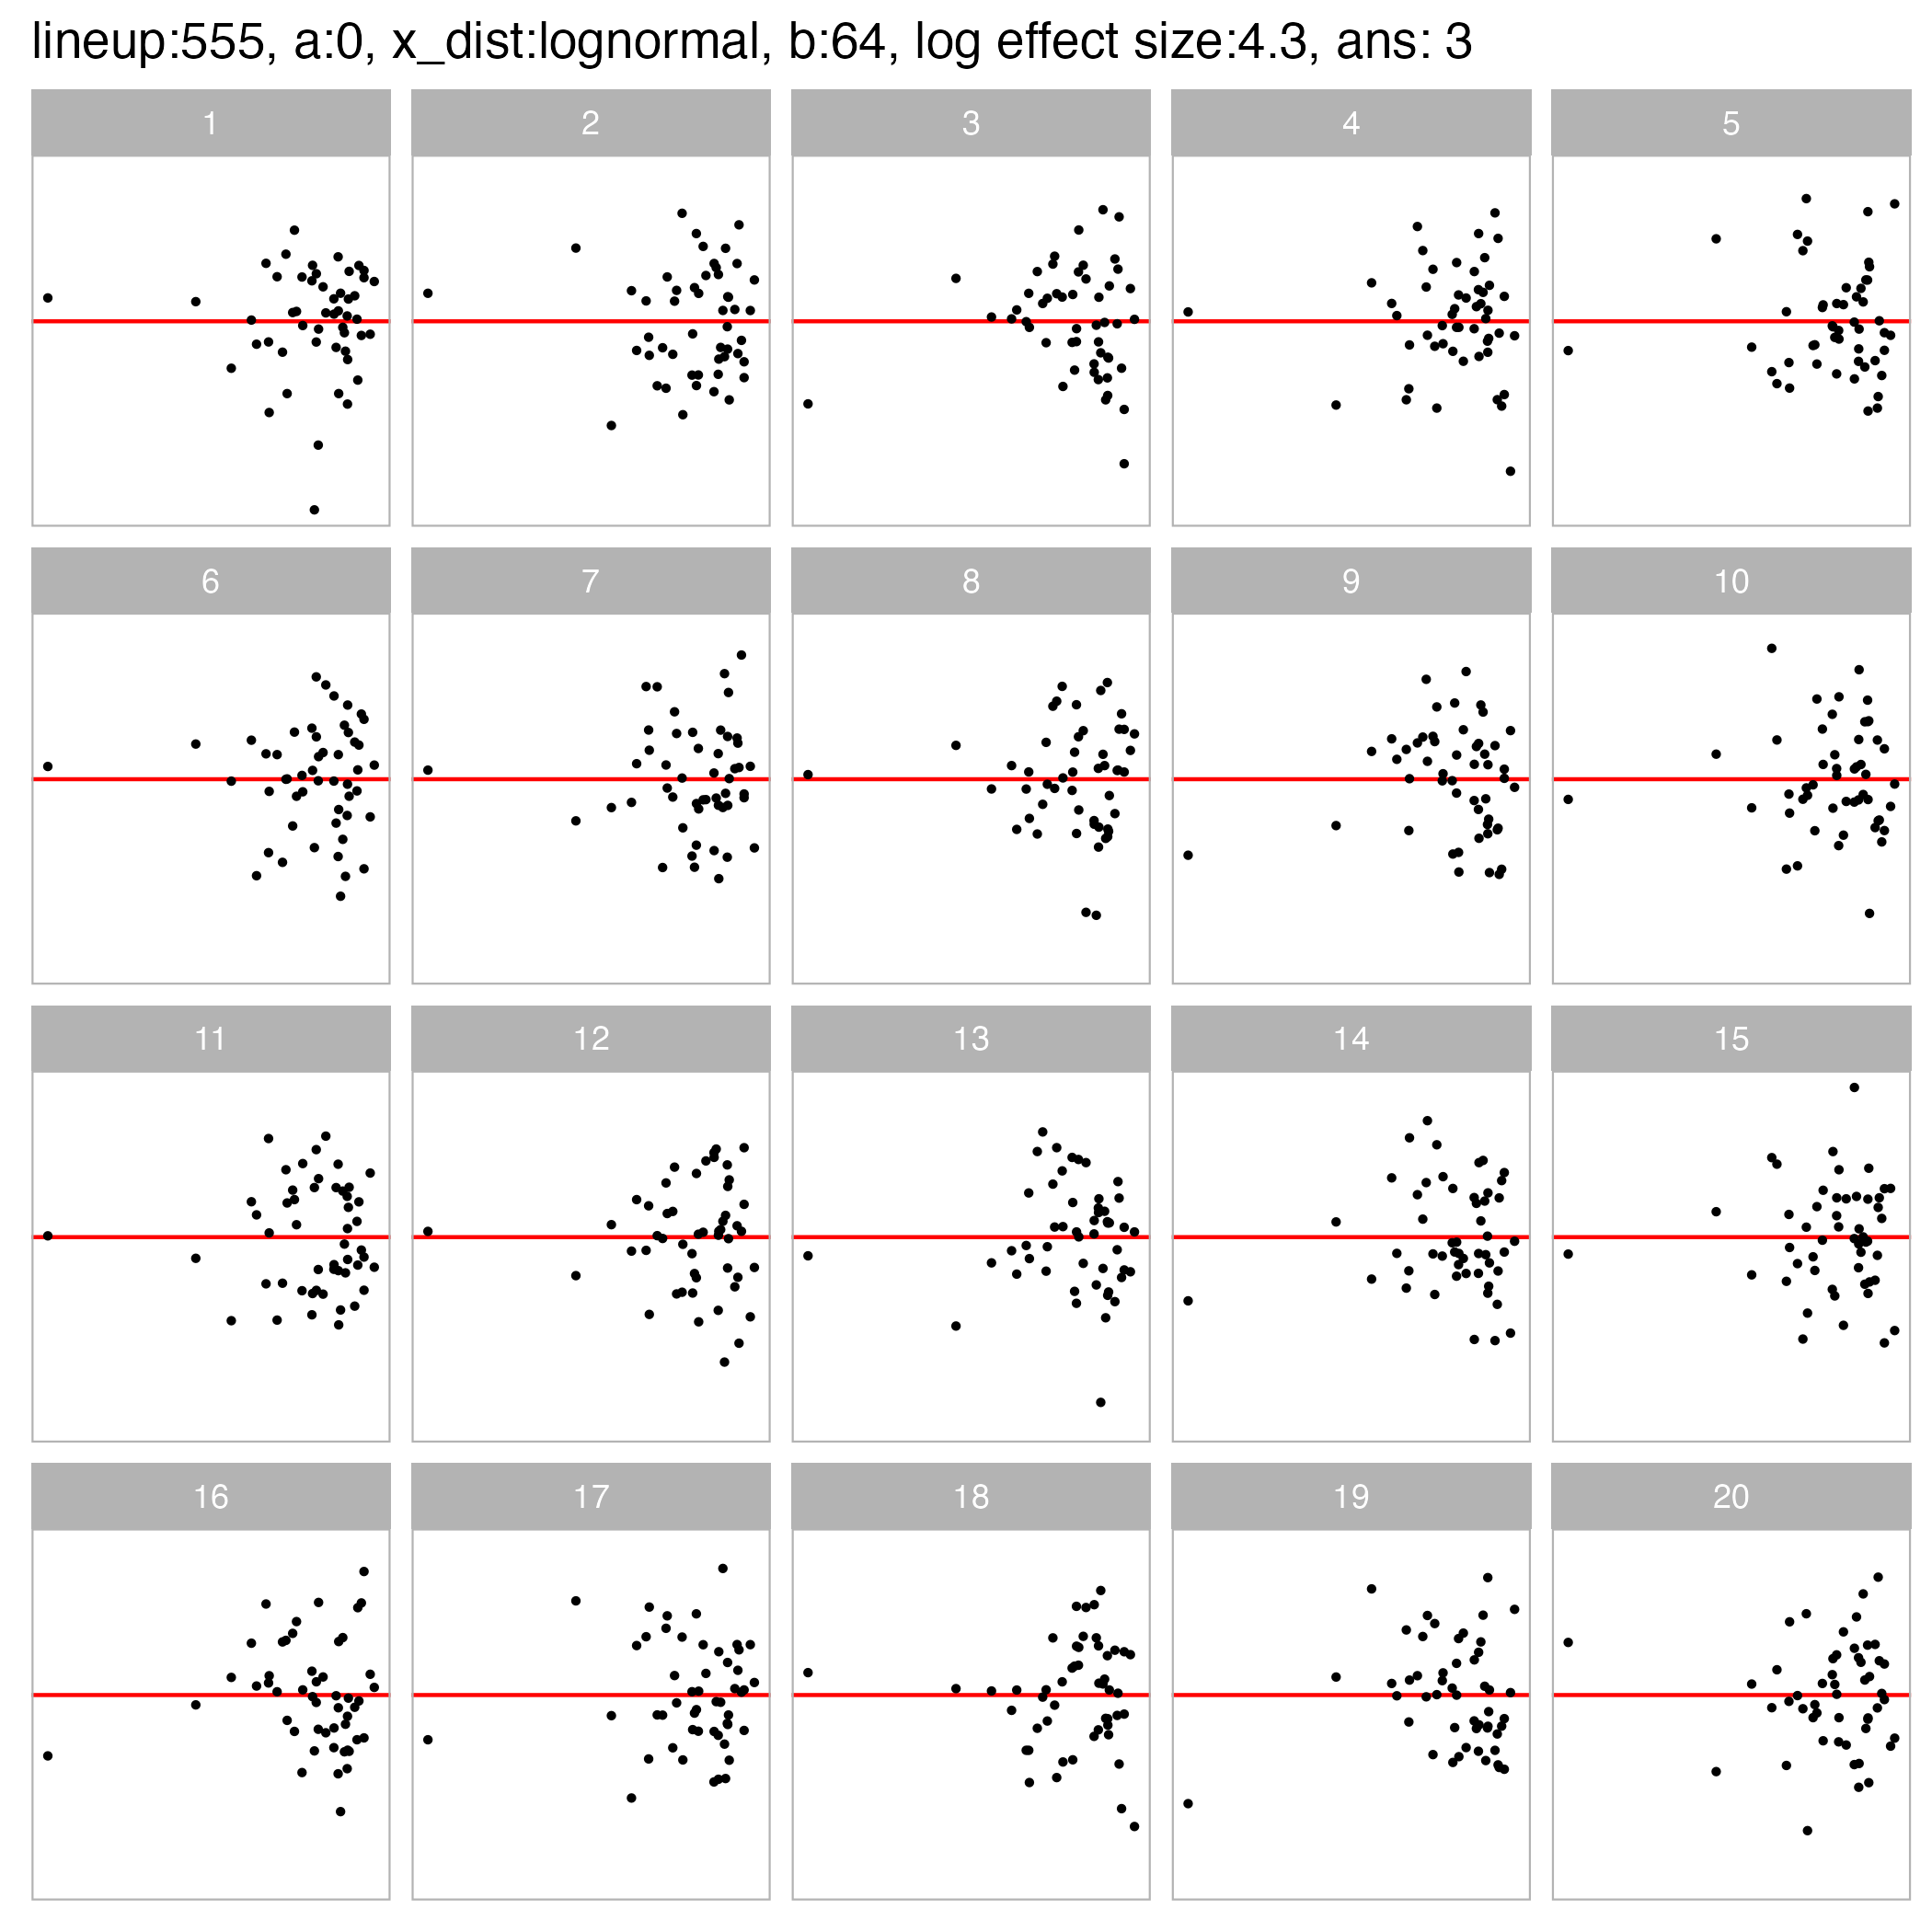 lineup:555, a:0, x_dist:lognormal, b:64, log effect size:4.3, ans: 3
1 2 3 4 5
6 7 8 9 10
11 12 13 14 15
16 17 18 19 20